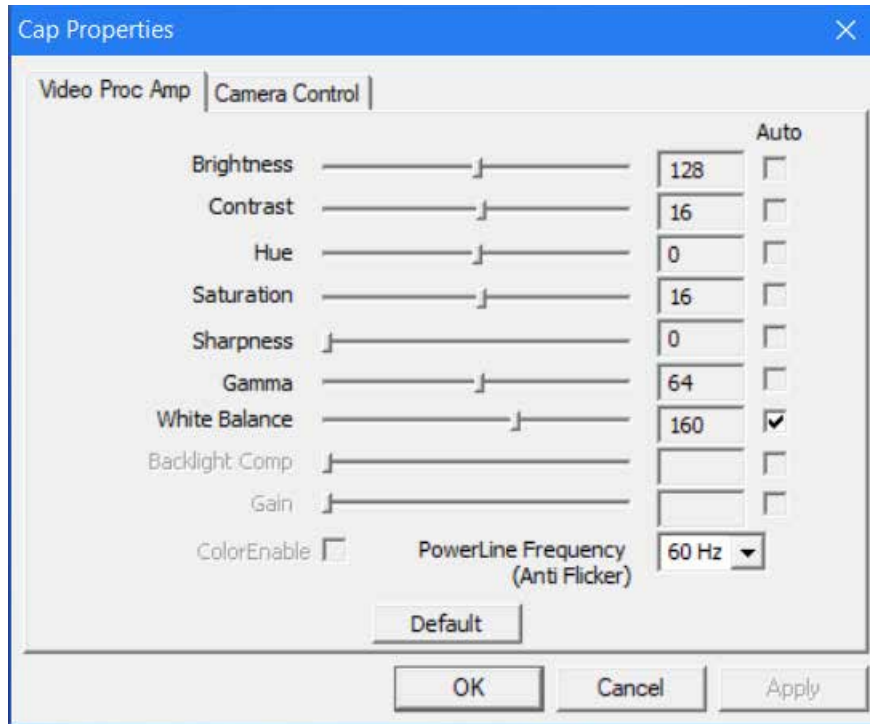 Cap Properties
Video Proc Amp Camera Control
Auto
Brightness 128
Contrast 16
Hue 0
Saturation 16
Sharpness 0
Gamma 64
White Balance 160
Backlight Comp
Gain
ColorEnable PowerLine Frequency 60 Hz
(Anti Flicker)
Default
OK Cancel Apply